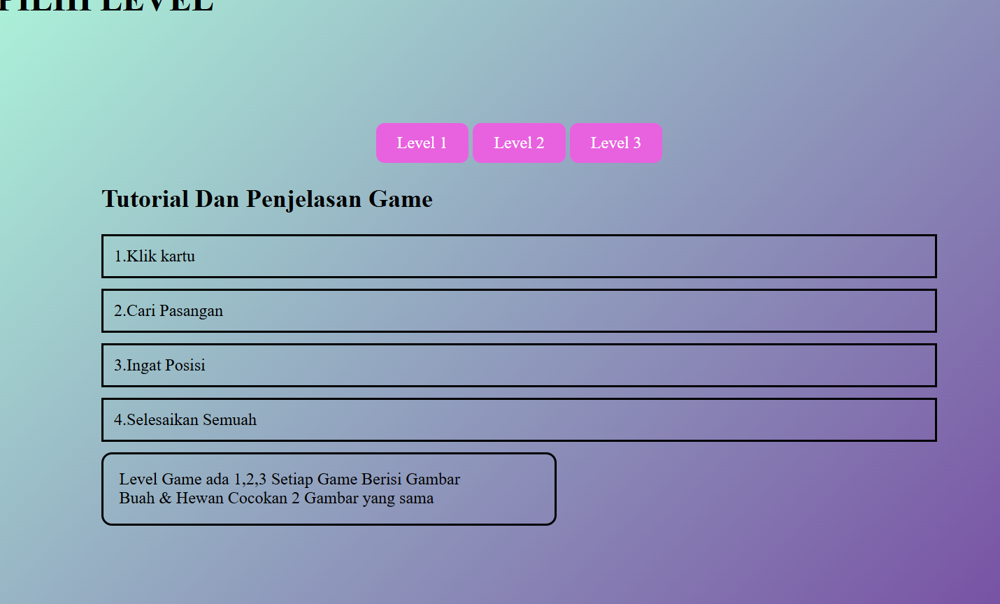 PILIH LEVEL
Level 1 Level 2 Level 3
Tutorial Dan Penjelasan Game
1.Klik kartu
2.Cari Pasangan
3.Ingat Posisi
4.Selesaikan Semuah
Level Game ada 1,2,3 Setiap Game Berisi Gambar
Buah & Hewan Cocokan 2 Gambar yang sama